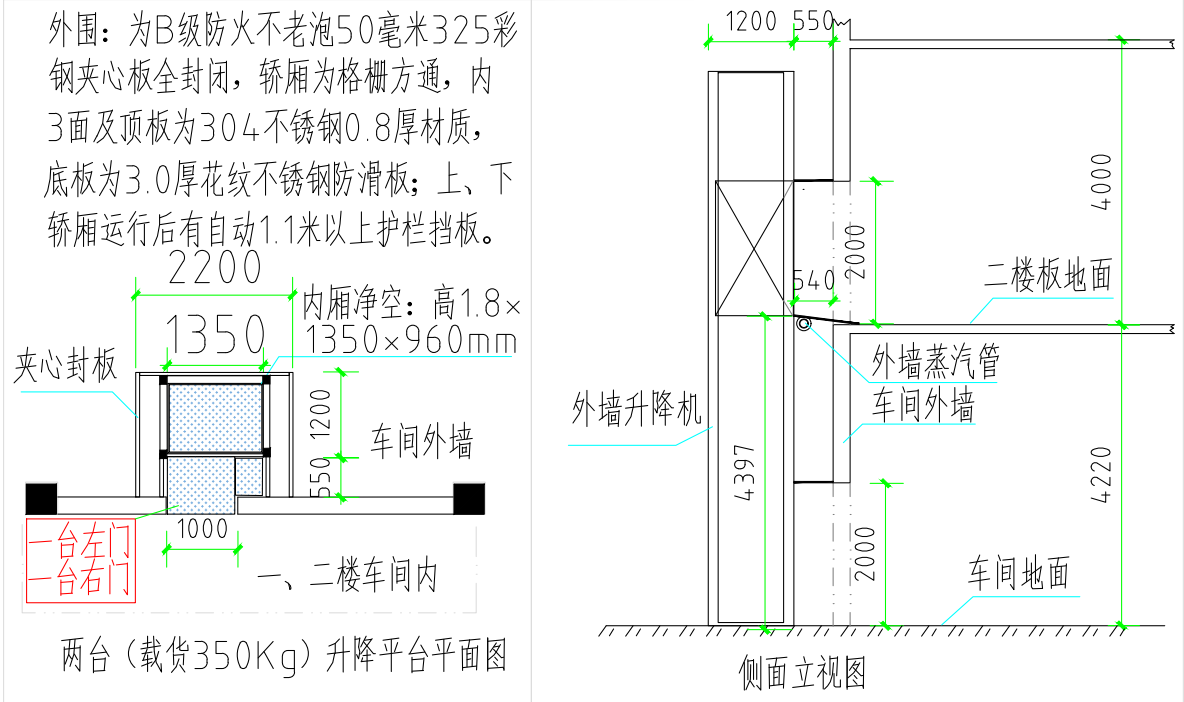 外围：为B级防火不老泡50毫米325彩
钢夹心板全封闭，轿厢为格栅方通，内
3面及顶板为304不锈钢0.8厚材质，
底板为3.0厚花纹不锈钢防滑板；上、下
轿厢运行后有自动1.1米以上护栏挡板。
2200
内厢净空：高1.8×
1350×960mm
1350
夹心封板
1200
550
车间外墙
1000
一台左门
一台右门
一、二楼车间内
两台（载货350Kg）升降平台平面图
1200
550
4000
2000
540
二楼板地面
外墙蒸汽管
车间外墙
外墙升降机
4397
4220
2000
车间地面
侧面立视图